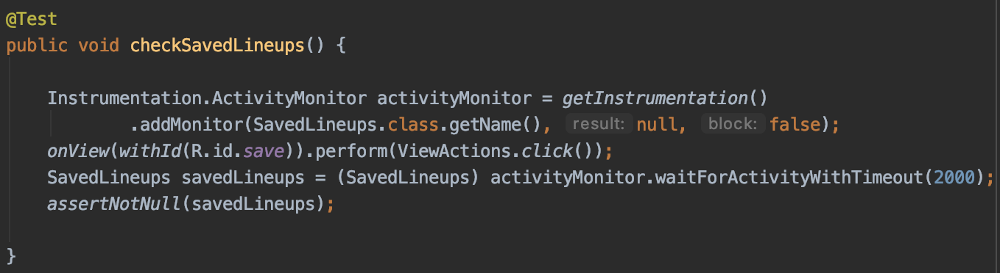 @Test
public void checkSavedLineups() {
Instrumentation.ActivityMonitor activityMonitor = getInstrumentation()
.addMonitor(SavedLineups.class.getName(), result: null, block: false);
onView(withId(R.id.save)).perform(ViewActions.click());
SavedLineups savedLineups = (SavedLineups) activityMonitor.waitForActivityWithTimeout(2000);
assertNotNull(savedLineups);
}